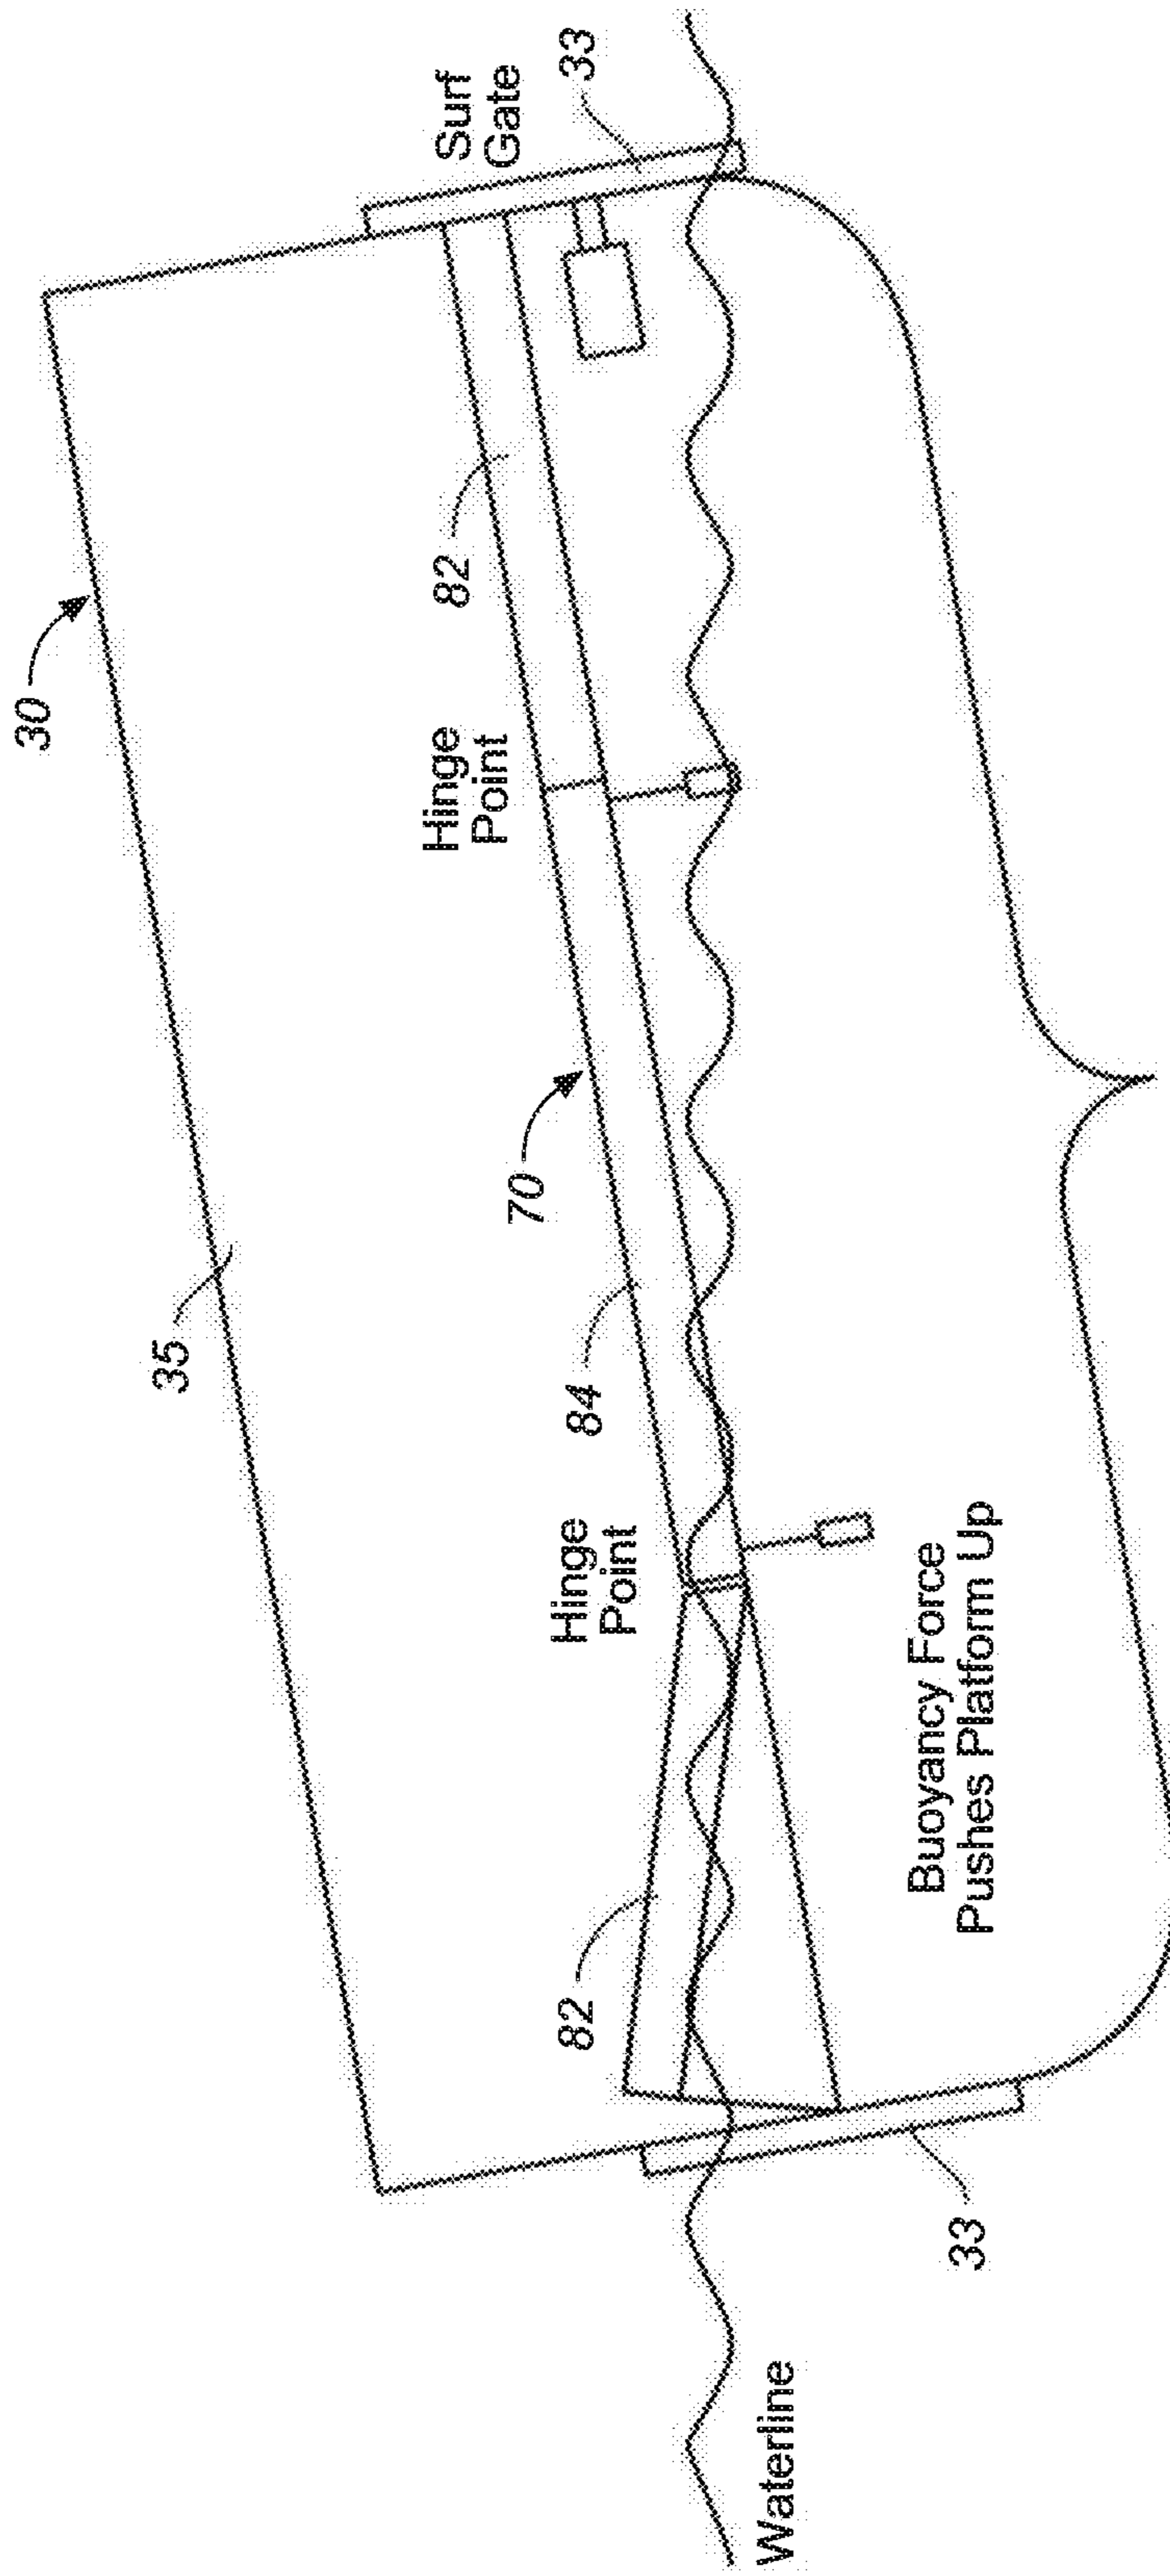 30
35
Surf
Gate
33
82
Hinge
Point
70
84
Hinge
Point
82
Waterline
Buoyancy Force
Pushes Platform Up
33